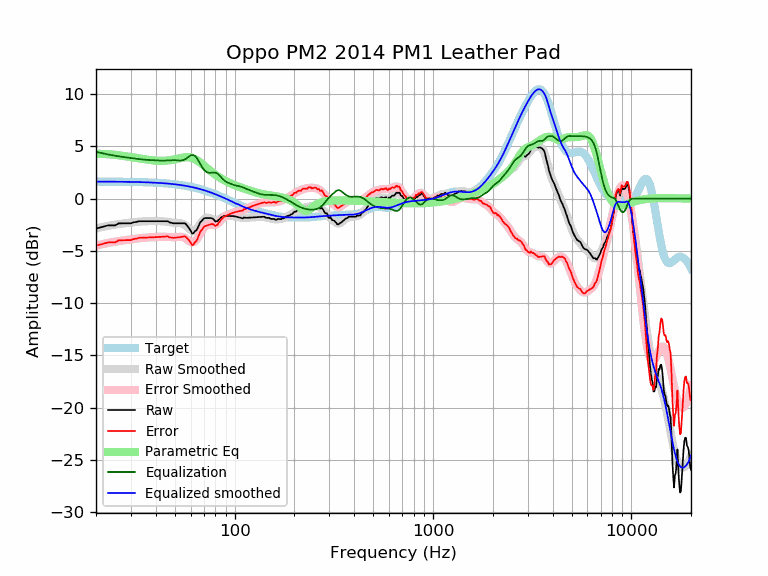 Oppo PM2 2014 PM1 Leather Pad
Amplitude (dBr)
10
5
0
−5
−10
−15
−20
−25
−30
Target
Raw Smoothed
Error Smoothed
Raw
Error
Parametric Eq
Equalization
Equalized smoothed
100
1000
10000
Frequency (Hz)